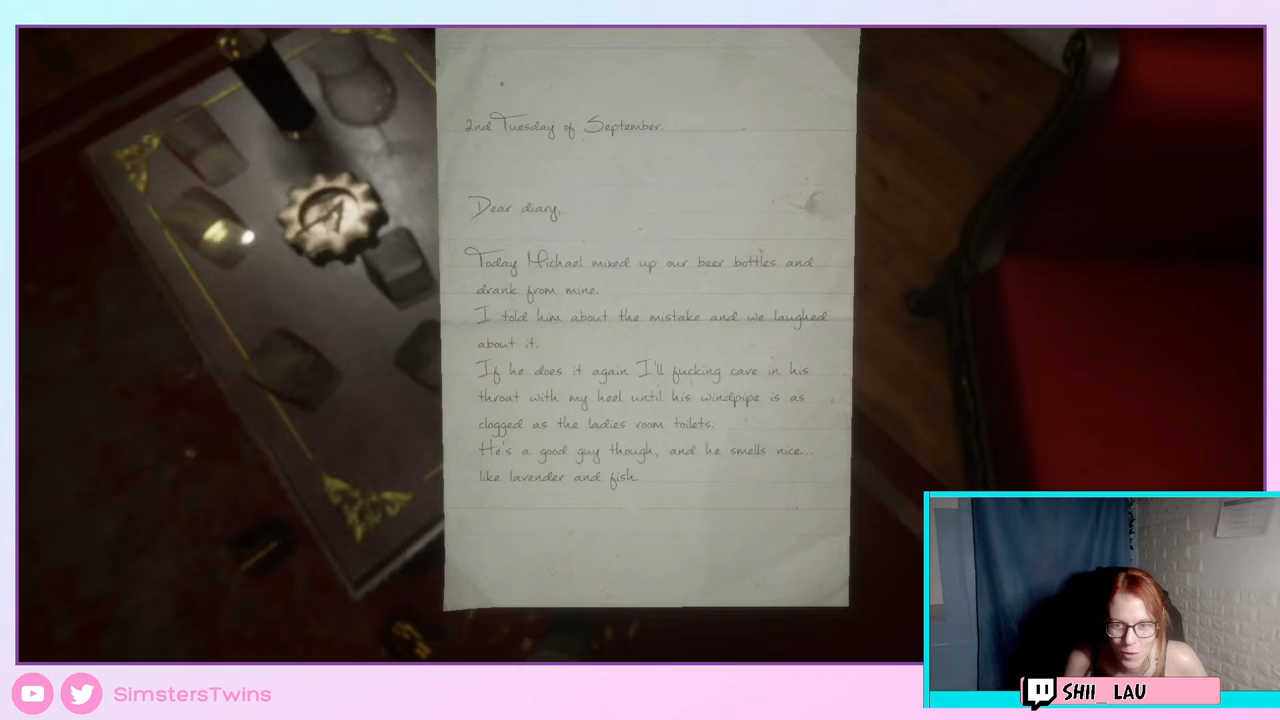 2nd Tuesday of September.
Dear diary,
Today Michael mixed up our beer bottles and
drank from mine.
I told him about the mistake and we laughed
about it.
If he does it again I'll fucking cave in his
throat with my heel until his windpipe is as
clogged as the ladies room toilets.
He's a good guy though, and he smells nice...
like lavender and fish
SimstersTwins
SHII_ LAU